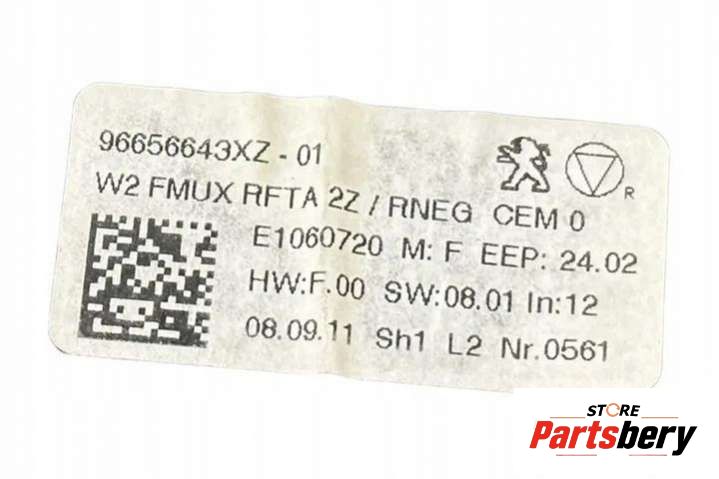 96656643XZ - 01
W2 FMUX RFTA 2Z / RNEG CEM 0
E1060720 M: F EEP: 24.02
HW:F.00 SW:08.01 In:12
08.09.11 Sh1 L2 Nr.0561
R
STORE
Partsbery